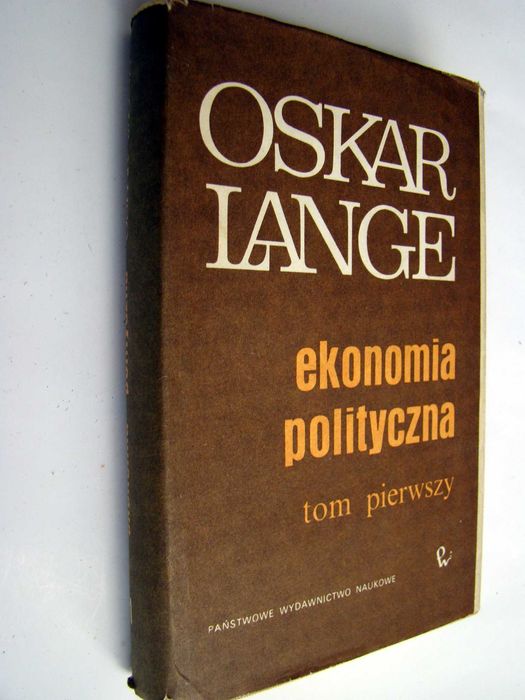 OSKAR
LANGE
ekonomia
polityczna
tom pierwszy
PAŃSTWOWE WYDAWNICTWO NAUKOWE